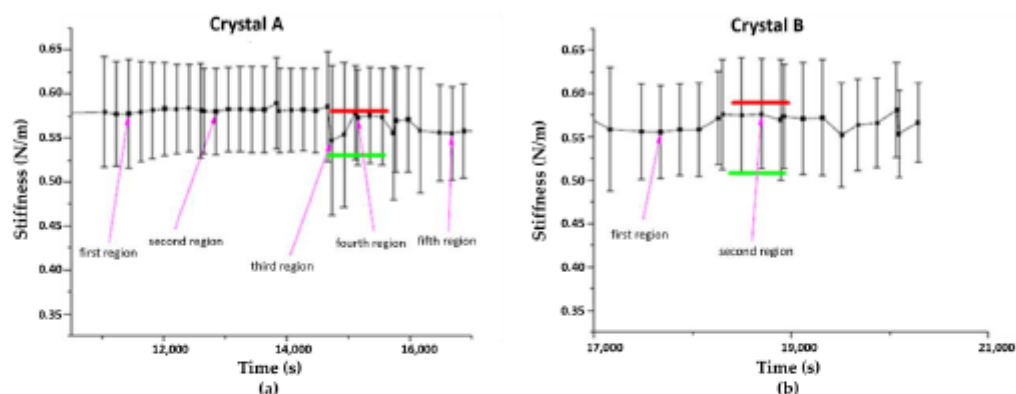 Crystal A
Stiffness (N/m)
0.65
0.60
0.55
0.50
0.45
0.40
0.35
first region
second region
third region
fourth region
fifth region
12,000
14,000
16,000
Time (s)
(a)
Crystal B
Stiffness (N/m)
0.65
0.60
0.55
0.50
0.45
0.40
0.35
first region
second region
17,000
19,000
21,000
Time (s)
(b)